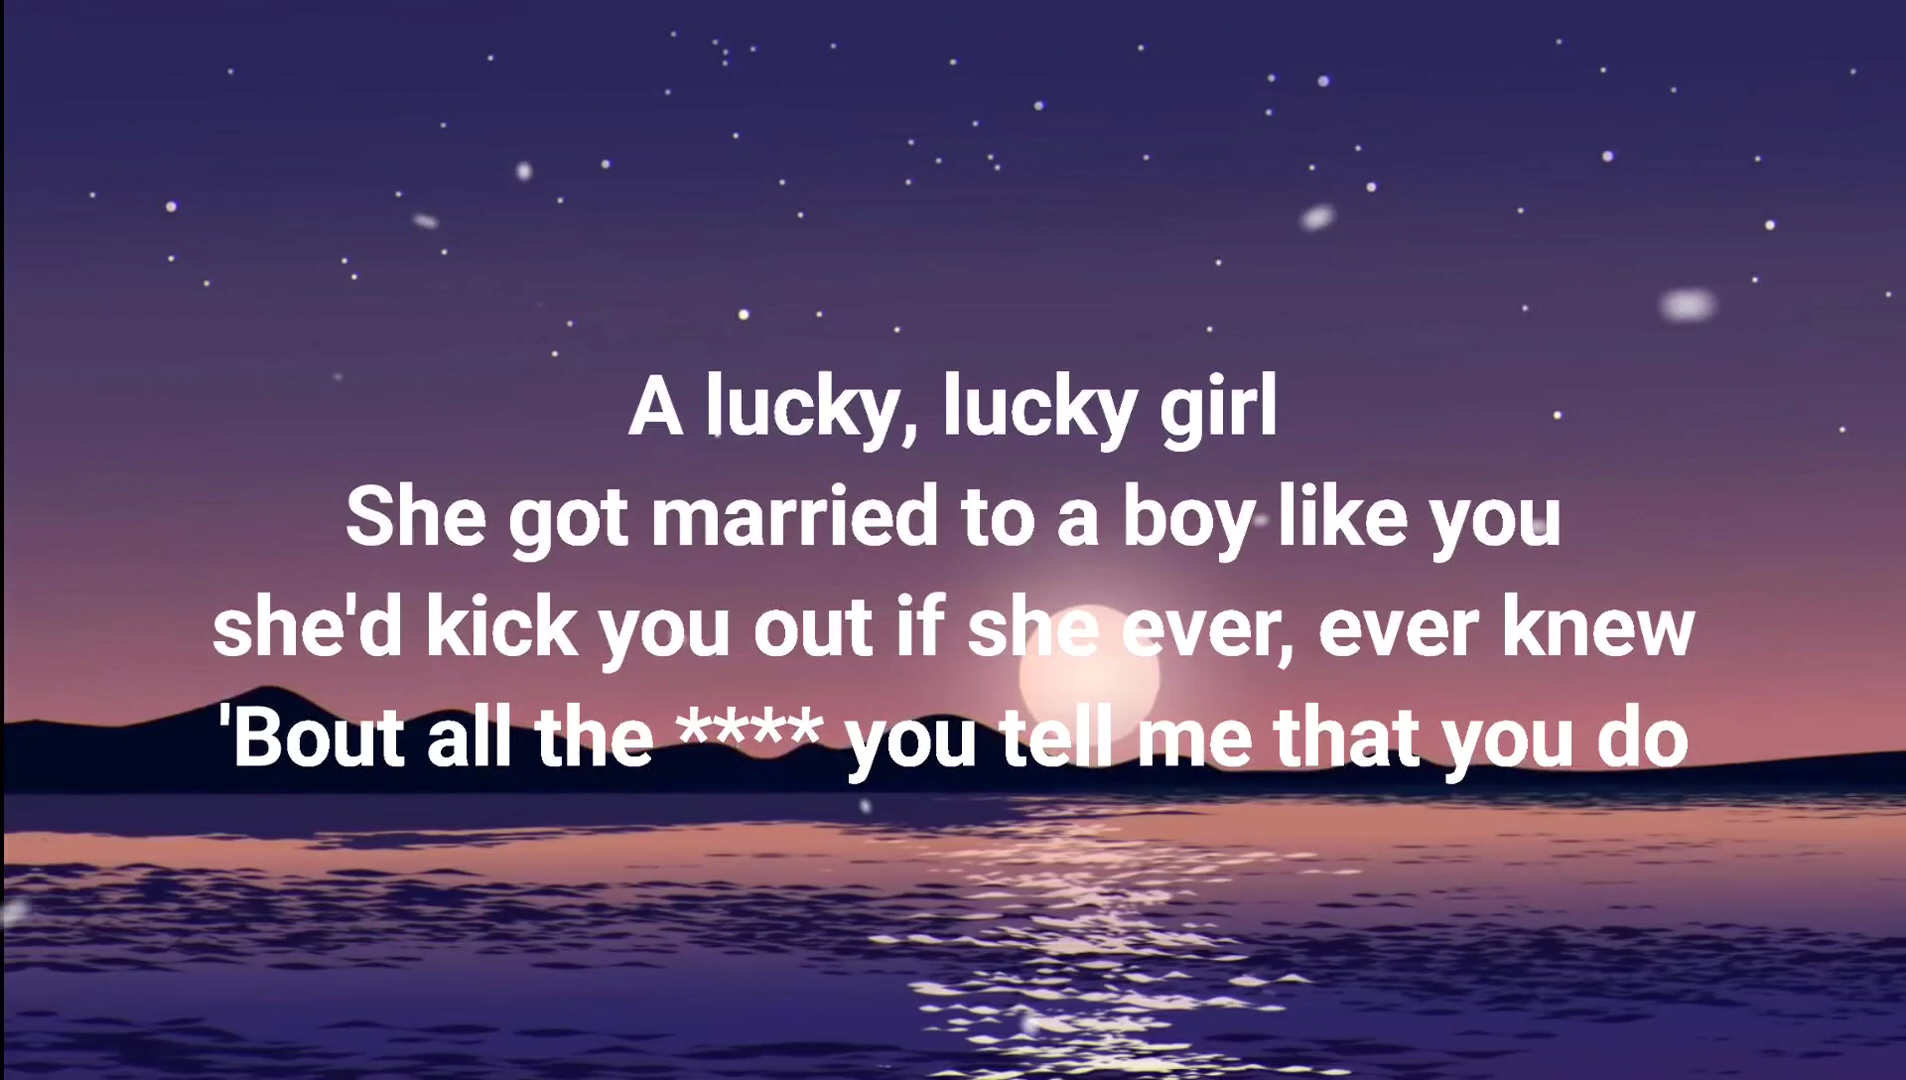 A lucky, lucky girl
She got married to a boy like you
she'd kick you out if she ever, ever knew
'Bout all the **** you tell me that you do